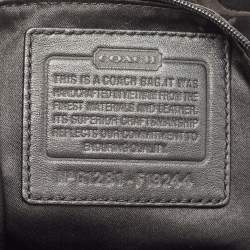 COACH
THIS IS A COACH BAG. IT WAS
HANDCRAFTED IN VIETNAM FROM THE
FINEST MATERIALS AND LEATHER.
ITS SUPERIOR CRAFTSMANSHIP
REFLECTS OUR COMMITMENT TO
ENDURING QUALITY.